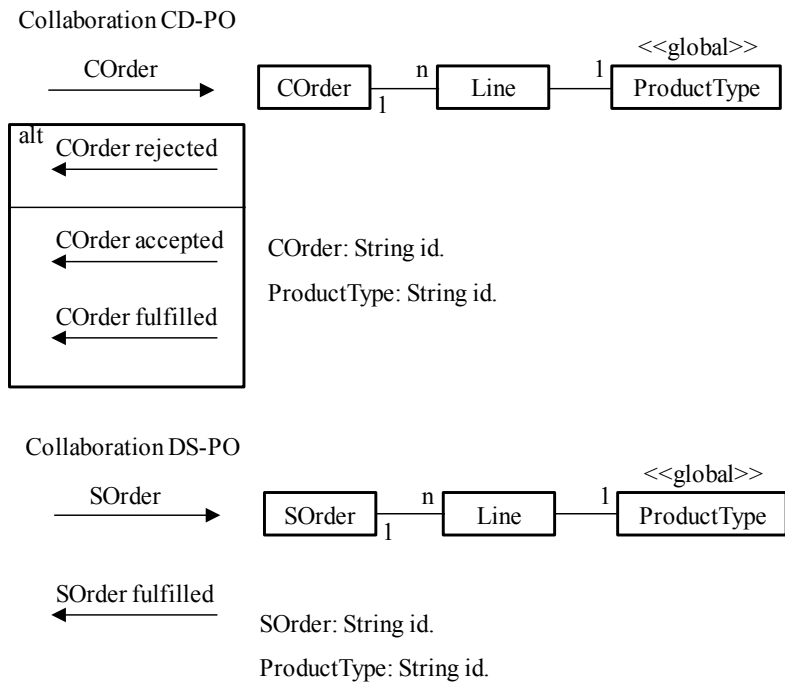 Collaboration CD-PO
<<global>>
COrder
COrder
1
n
Line
1
ProductType
alt
COrder rejected
COrder accepted
COrder fulfilled
COrder: String id.
ProductType: String id.
Collaboration DS-PO
<<global>>
SOrder
SOrder
1
n
Line
1
ProductType
SOrder fulfilled
SOrder: String id.
ProductType: String id.